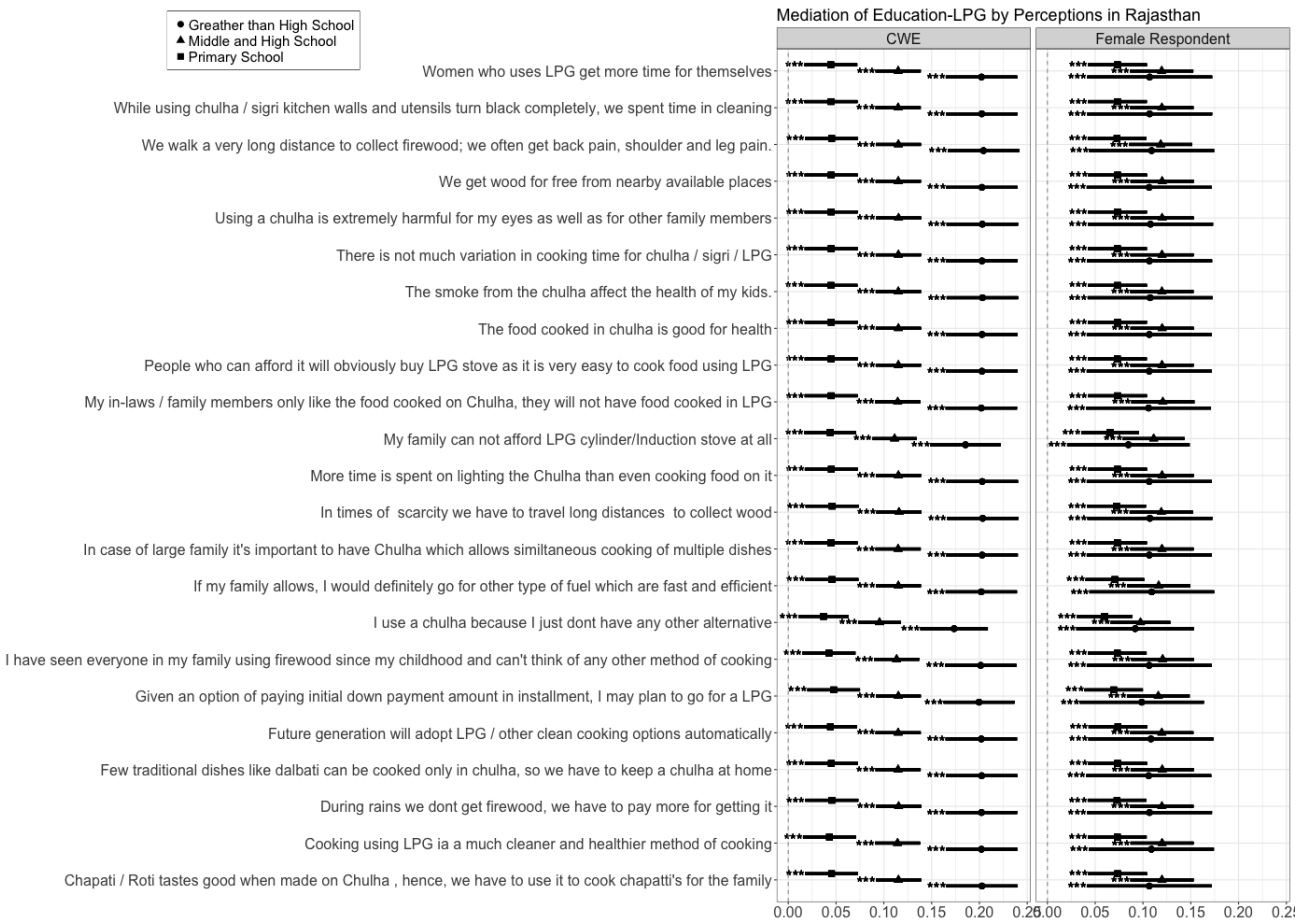 Mediation of Education-LPG by Perceptions in Rajasthan
Greather than High School
Middle and High School
Primary School
CWE
Female Respondent
Women who uses LPG get more time for themselves
While using chulha / sigri kitchen walls and utensils turn black completely, we spent time in cleaning
We walk a very long distance to collect firewood; we often get back pain, shoulder and leg pain.
We get wood for free from nearby available places
Using a chulha is extremely harmful for my eyes as well as for other family members
There is not much variation in cooking time for chulha / sigri / LPG
The smoke from the chulha affect the health of my kids.
The food cooked in chulha is good for health
People who can afford it will obviously buy LPG stove as it is very easy to cook food using LPG
My in-laws / family members only like the food cooked on Chulha, they will not have food cooked in LPG
My family can not afford LPG cylinder/Induction stove at all
More time is spent on lighting the Chulha than even cooking food on it
In times of  scarcity we have to travel long distances  to collect wood
In case of large family it's important to have Chulha which allows similtaneous cooking of multiple dishes
If my family allows, I would definitely go for other type of fuel which are fast and efficient
I use a chulha because I just dont have any other alternative
I have seen everyone in my family using firewood since my childhood and can't think of any other method of cooking
Given an option of paying initial down payment amount in installment, I may plan to go for a LPG
Future generation will adopt LPG / other clean cooking options automatically
Few traditional dishes like dalbati can be cooked only in chulha, so we have to keep a chulha at home
During rains we dont get firewood, we have to pay more for getting it
Cooking using LPG ia a much cleaner and healthier method of cooking
Chapati / Roti tastes good when made on Chulha , hence, we have to use it to cook chapatti's for the family
0.00 0.05 0.10 0.15 0.20 0.25
0.00 0.05 0.10 0.15 0.20